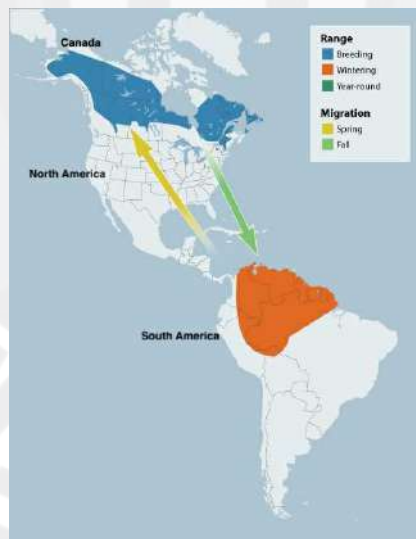 Canada
Range
Breeding
Wintering
Year-round
Migration
Spring
Fall
North America
South America